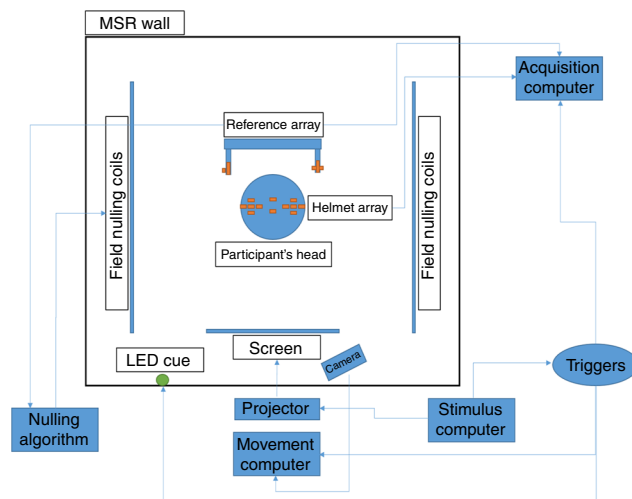 MSR wall
Acquisition
computer
Reference array
Field nulling coils
Field nulling coils
Helmet array
Participant's head
Screen
Camera
LED cue
Triggers
Projector
Stimulus
computer
Nulling
algorithm
Movement
computer